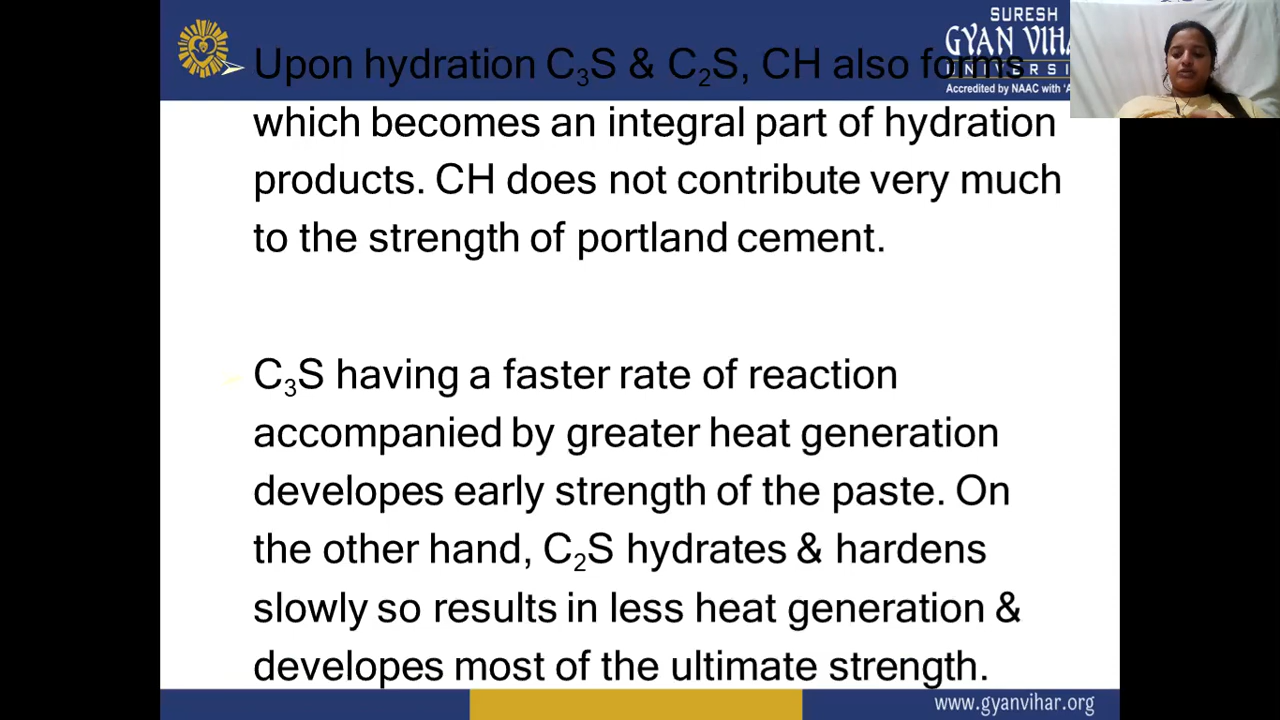 SURESH
GYAN VIHA
UNIVERSI
Accredited by NAAC with 'A
Upon hydration C₃S & C₂S, CH also forms
which becomes an integral part of hydration
products. CH does not contribute very much
to the strength of portland cement.
C₃S having a faster rate of reaction
accompanied by greater heat generation
developes early strength of the paste. On
the other hand, C₂S hydrates & hardens
slowly so results in less heat generation &
developes most of the ultimate strength.
www.gyanvihar.org